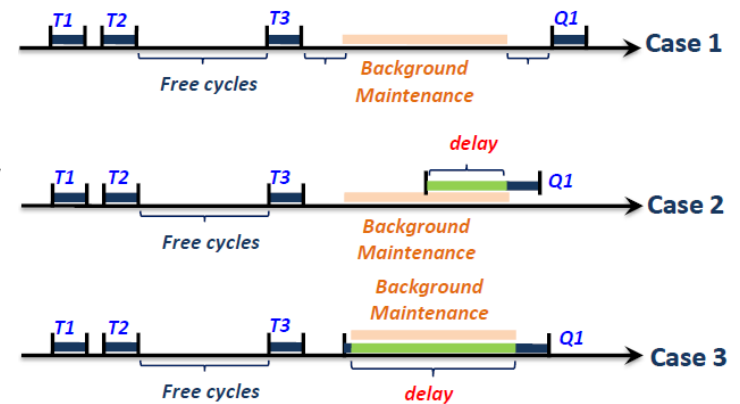 T1 T2 T3 Q1
Case 1
Free cycles
Background
Maintenance
delay
T1 T2 T3 Q1
Case 2
Free cycles
Background
Maintenance
Background
Maintenance
T1 T2 T3 Q1
Case 3
Free cycles
delay